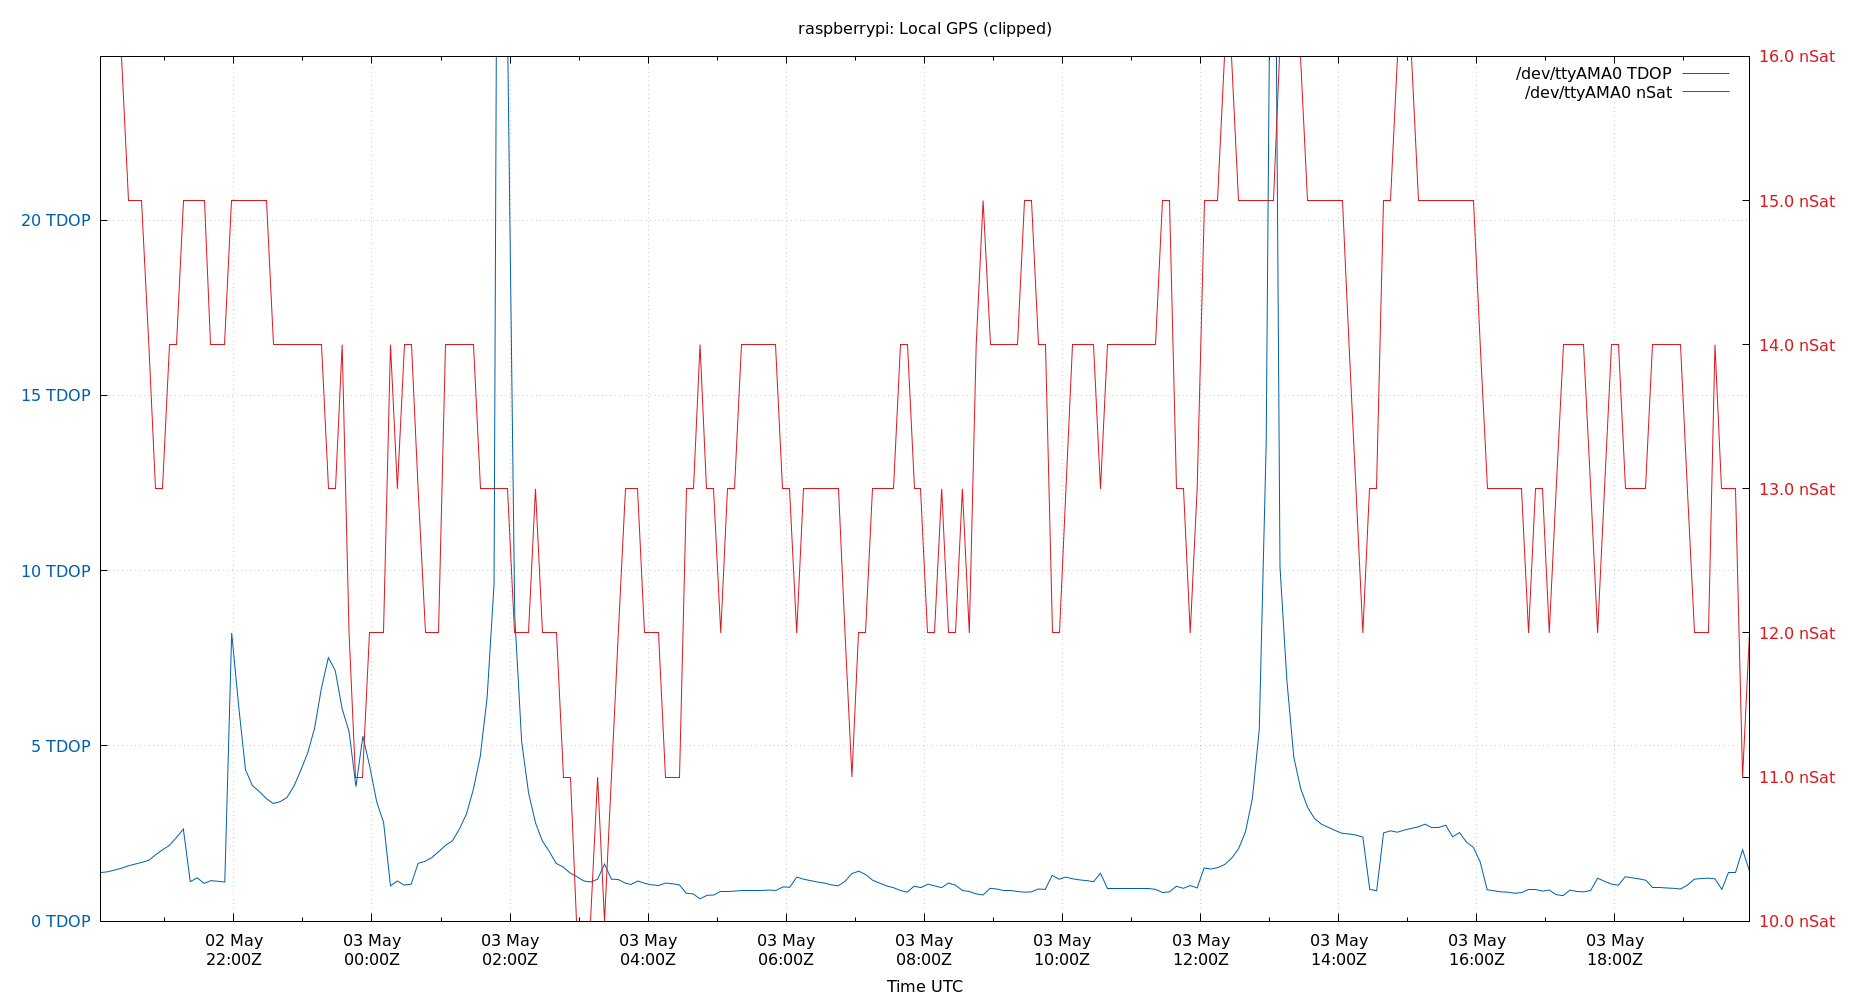 raspberrypi: Local GPS (clipped)
/dev/ttyAMA0 TDOP
/dev/ttyAMA0 nSat
20 TDOP
15 TDOP
10 TDOP
5 TDOP
0 TDOP
16.0 nSat
15.0 nSat
14.0 nSat
13.0 nSat
12.0 nSat
11.0 nSat
10.0 nSat
02 May
22:00Z
03 May
00:00Z
03 May
02:00Z
03 May
04:00Z
03 May
06:00Z
03 May
08:00Z
03 May
10:00Z
03 May
12:00Z
03 May
14:00Z
03 May
16:00Z
03 May
18:00Z
Time UTC